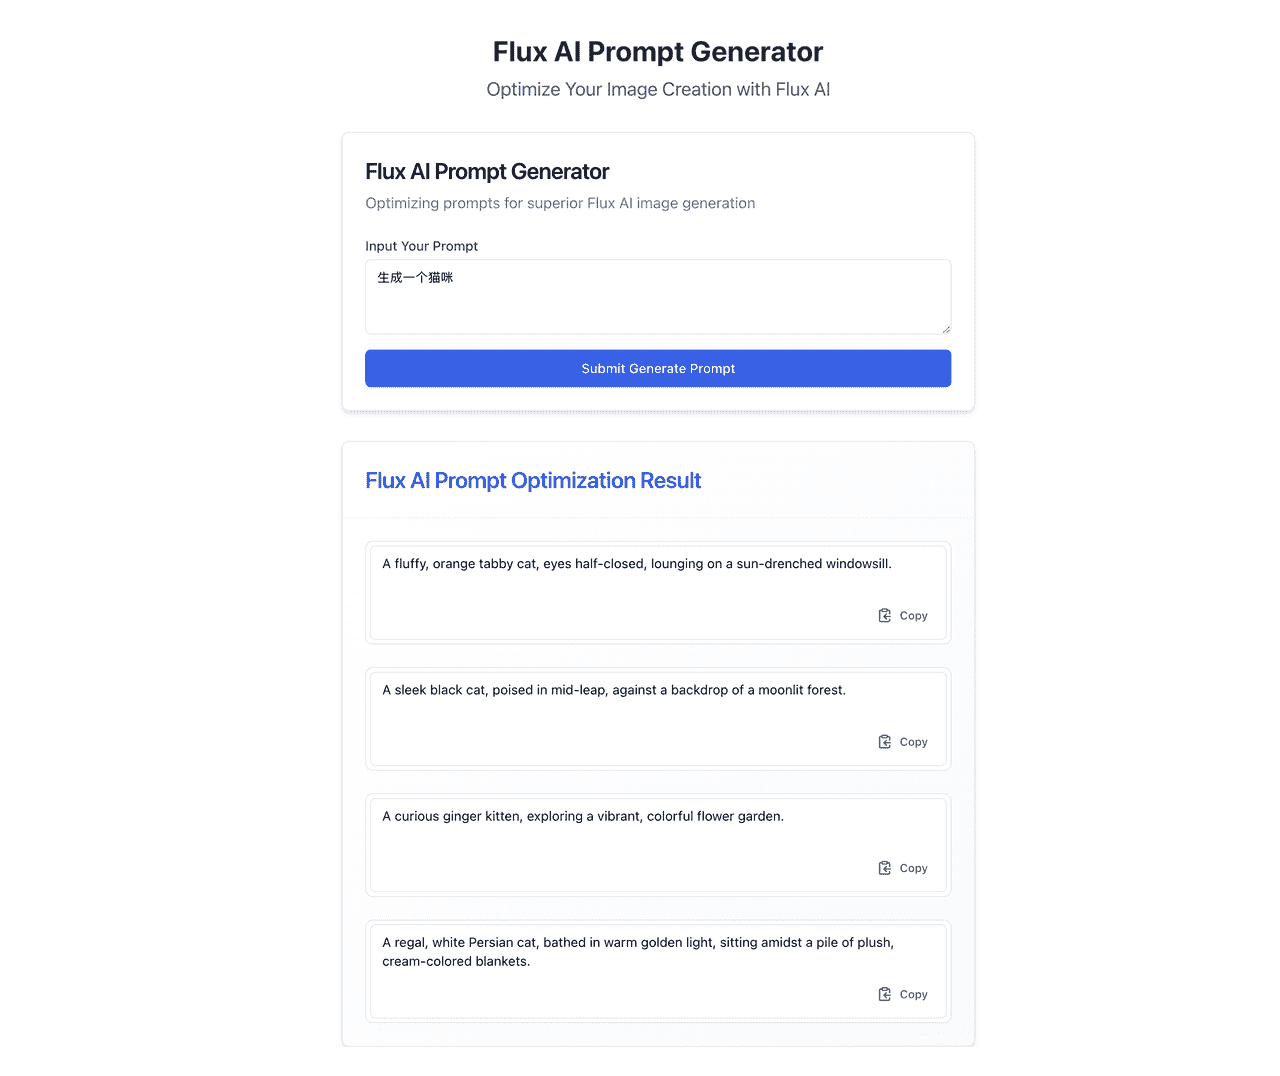 Flux AI Prompt Generator
Optimize Your Image Creation with Flux AI
Flux AI Prompt Generator
Optimizing prompts for superior Flux AI image generation
Input Your Prompt
生成一个猫咪
Submit Generate Prompt
Flux AI Prompt Optimization Result
A fluffy, orange tabby cat, eyes half-closed, lounging on a sun-drenched windowsill.
Copy
A sleek black cat, poised in mid-leap, against a backdrop of a moonlit forest.
Copy
A curious ginger kitten, exploring a vibrant, colorful flower garden.
Copy
A regal, white Persian cat, bathed in warm golden light, sitting amidst a pile of plush,
cream-colored blankets.
Copy